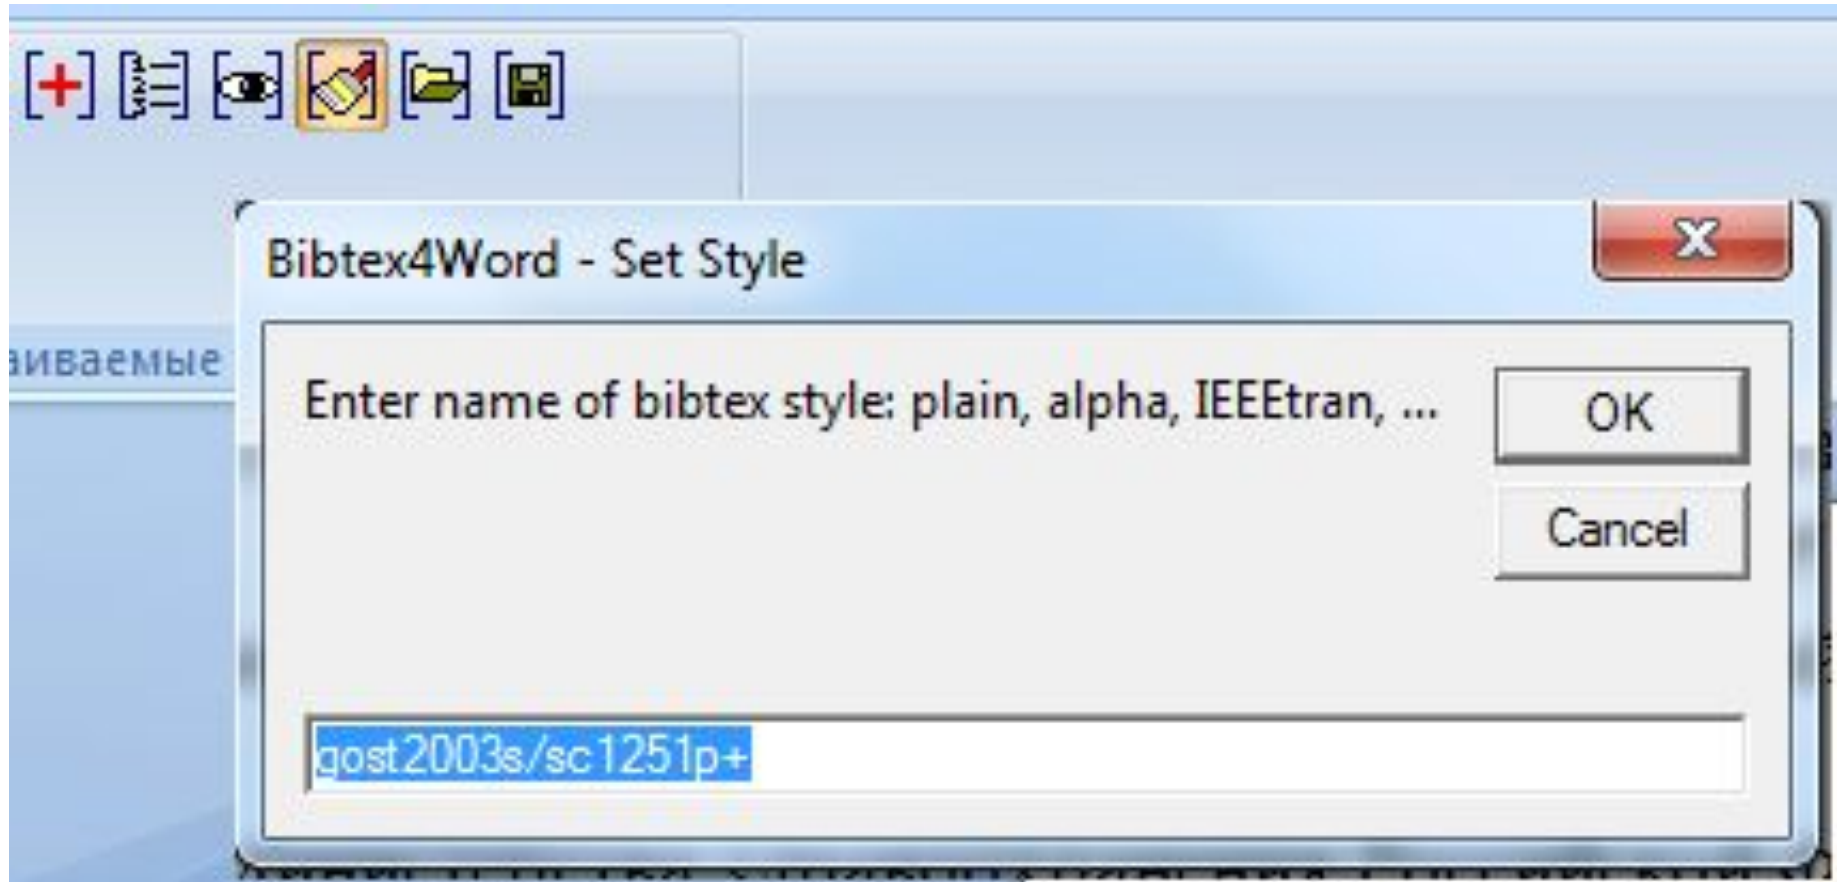 Bibtex4Word - Set Style
аиваемые
Enter name of bibtex style: plain, alpha, IEEEtran, ...
OK
Cancel
gost2003s/sc1251p+